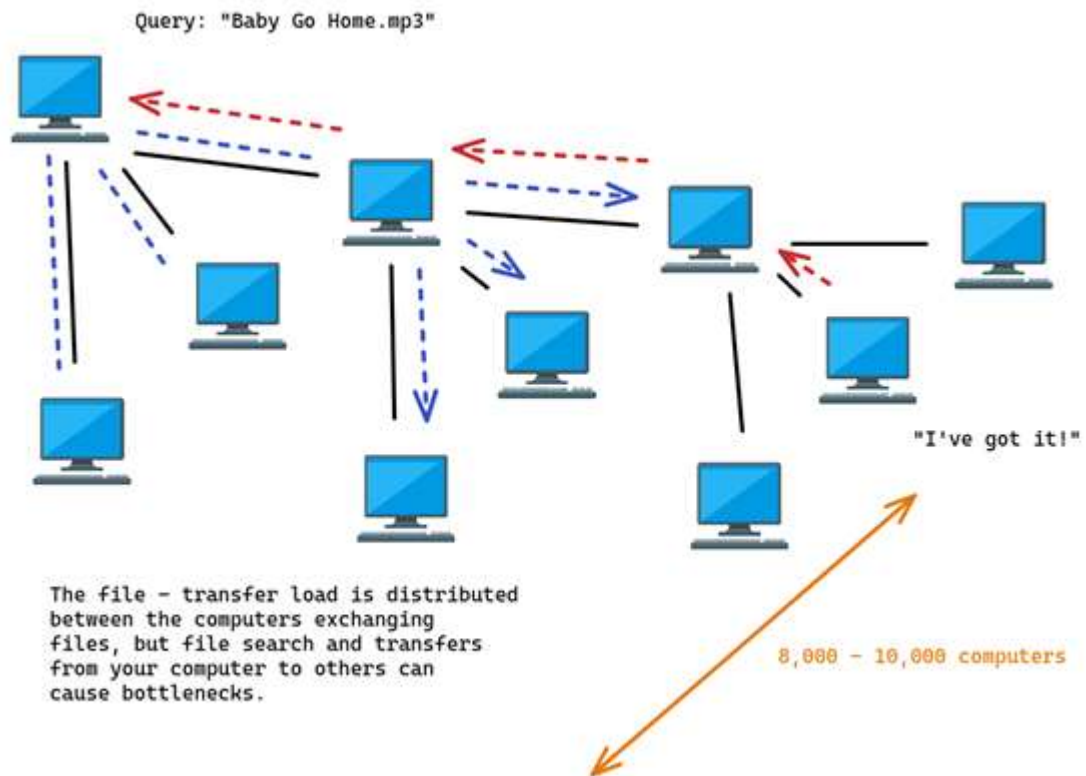 Query: "Baby Go Home.mp3"
"I've got it!"
The file - transfer load is distributed
between the computers exchanging
files, but file search and transfers
from your computer to others can
cause bottlenecks.
8,000 - 10,000 computers